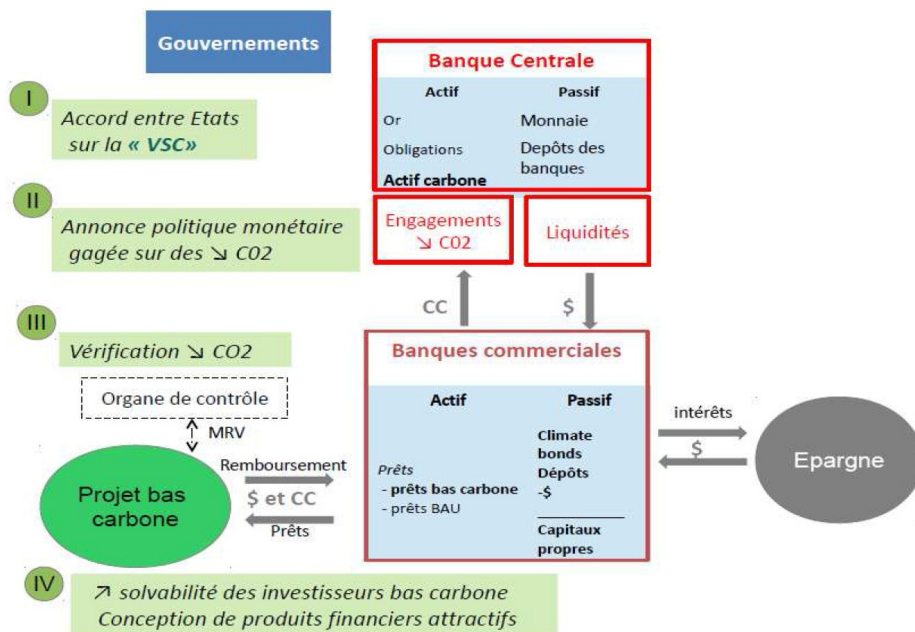 Gouvernements
Banque Centrale
Actif
Passif
Or
Monnaie
Obligations
Depôts des
banques
Actif carbone
I
Accord entre Etats
sur la « VSC»
II
Annonce politique monétaire
gagée sur des ↘ C02
Engagements
↘ C02
Liquidités
CC
$
III
Vérification ↘ CO2
Organe de contrôle
MRV
Projet bas
carbone
Remboursement
$ et CC
Prêts
Banques commerciales
Actif
Passif
Prêts
- prêts bas carbone
- prêts BAU
Climate
bonds
Dépôts
-$
Capitaux
propres
intérêts
$
Epargne
IV
↗ solvabilité des investisseurs bas carbone
Conception de produits financiers attractifs